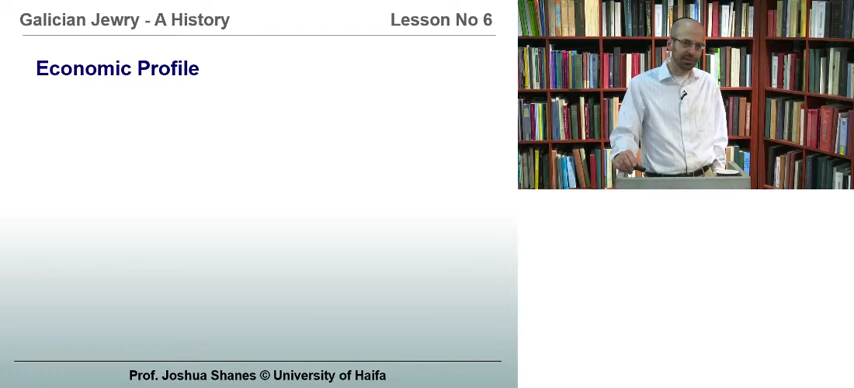 Galician Jewry - A History
Lesson No 6
Economic Profile
Prof. Joshua Shanes © University of Haifa